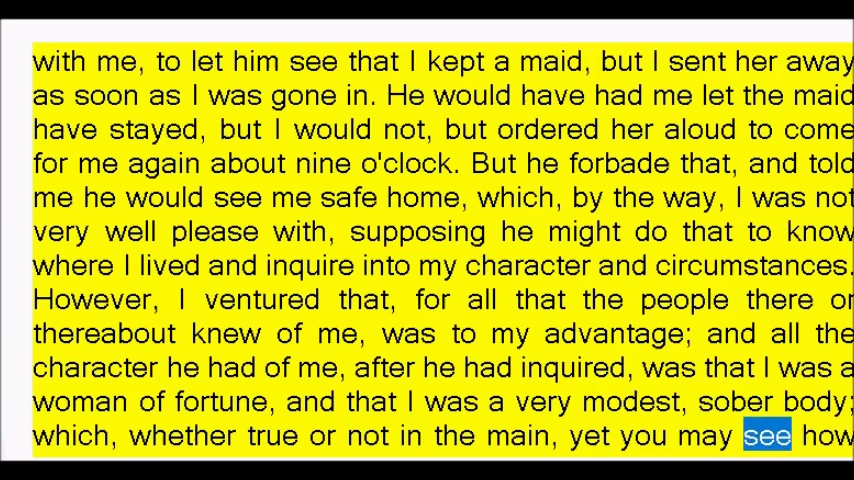 with me, to let him see that I kept a maid, but I sent her away
as soon as I was gone in. He would have had me let the maid
have stayed, but I would not, but ordered her aloud to come
for me again about nine o'clock. But he forbade that, and told
me he would see me safe home, which, by the way, I was not
very well please with, supposing he might do that to know
where I lived and inquire into my character and circumstances.
However, I ventured that, for all that the people there or
thereabout knew of me, was to my advantage; and all the
character he had of me, after he had inquired, was that I was a
woman of fortune, and that I was a very modest, sober body;
which, whether true or not in the main, yet you may see how